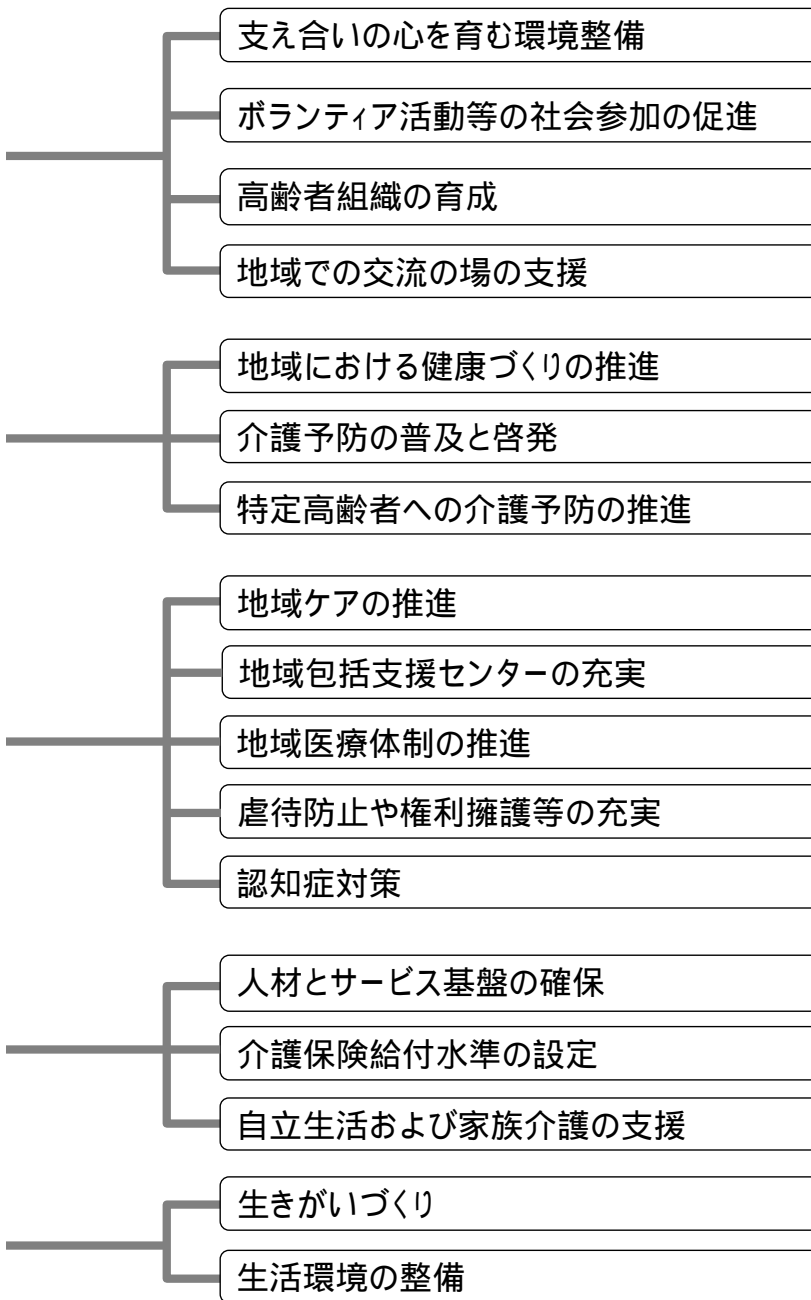 支え合いの心を育む環境整備
ボランティア活動等の社会参加の促進
高齢者組織の育成
地域での交流の場の支援
地域における健康づくりの推進
介護予防の普及と啓発
特定高齢者への介護予防の推進
地域ケアの推進
地域包括支援センターの充実
地域医療体制の推進
虐待防止や権利擁護等の充実
認知症対策
人材とサービス基盤の確保
介護保険給付水準の設定
自立生活および家族介護の支援
生きがいづくり
生活環境の整備